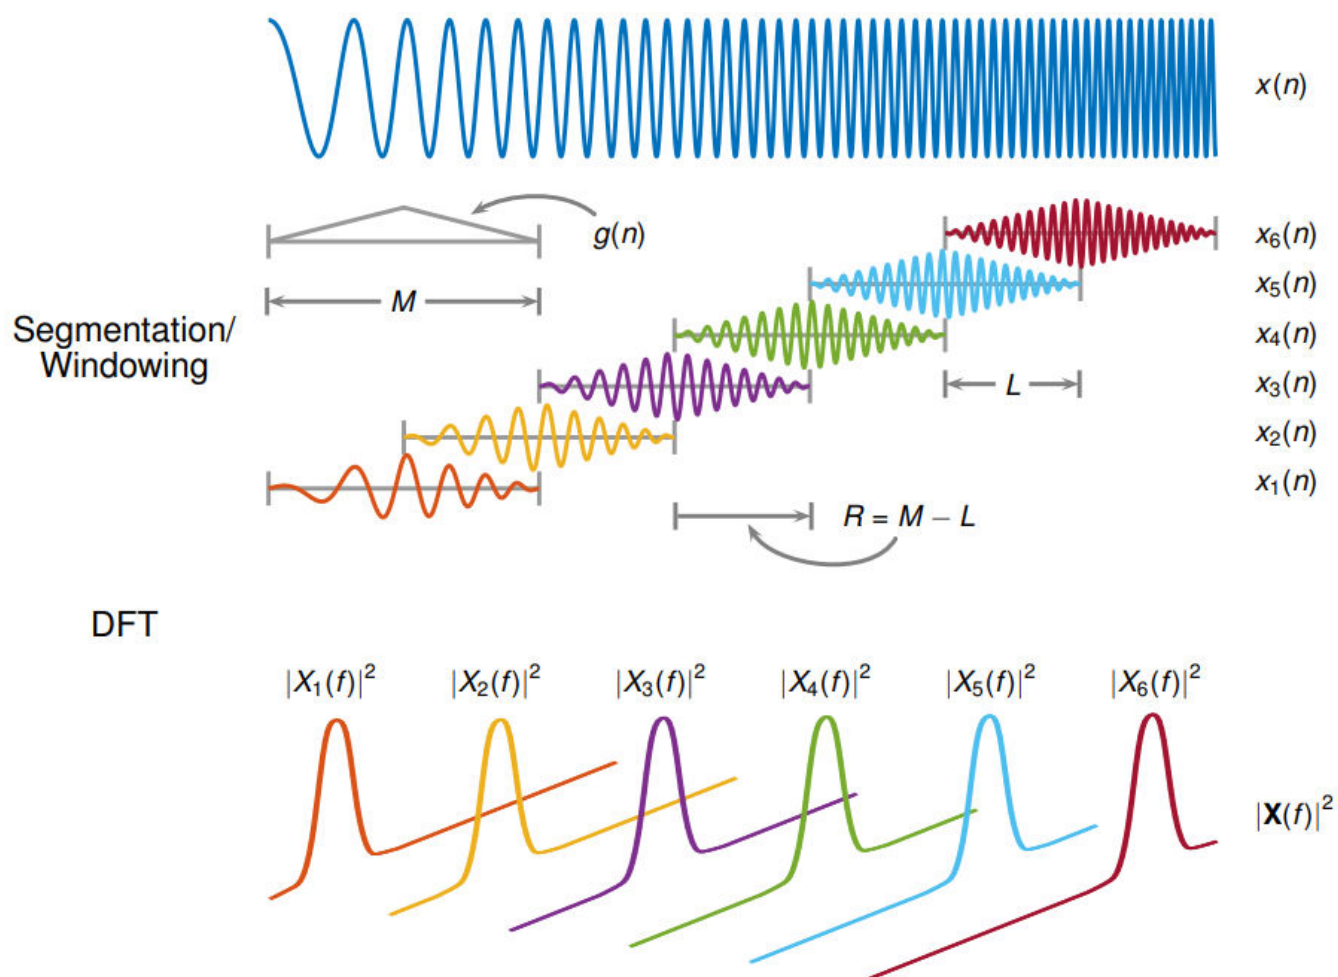 x(n)
g(n)
x₆(n)
x₅(n)
M
Segmentation/
Windowing
x₄(n)
x₃(n)
L
x₂(n)
x₁(n)
R = M − L
DFT
|X₁(f)|²
|X₂(f)|²
|X₃(f)|²
|X₄(f)|²
|X₅(f)|²
|X₆(f)|²
|𝐗(f)|²